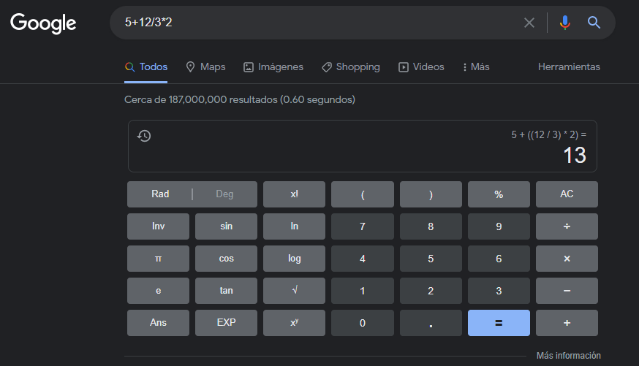 Google 5+12/3*2
Todos Maps Imágenes Shopping Videos Más Herramientas
Cerca de 187,000,000 resultados (0.60 segundos)
5 + ((12 / 3) * 2) =
13
Rad Deg x! ( ) % AC
Inv sin ln 7 8 9 ÷
π cos log 4 5 6 ×
e tan √ 1 2 3 −
Ans EXP xʸ 0 . = +
Más información